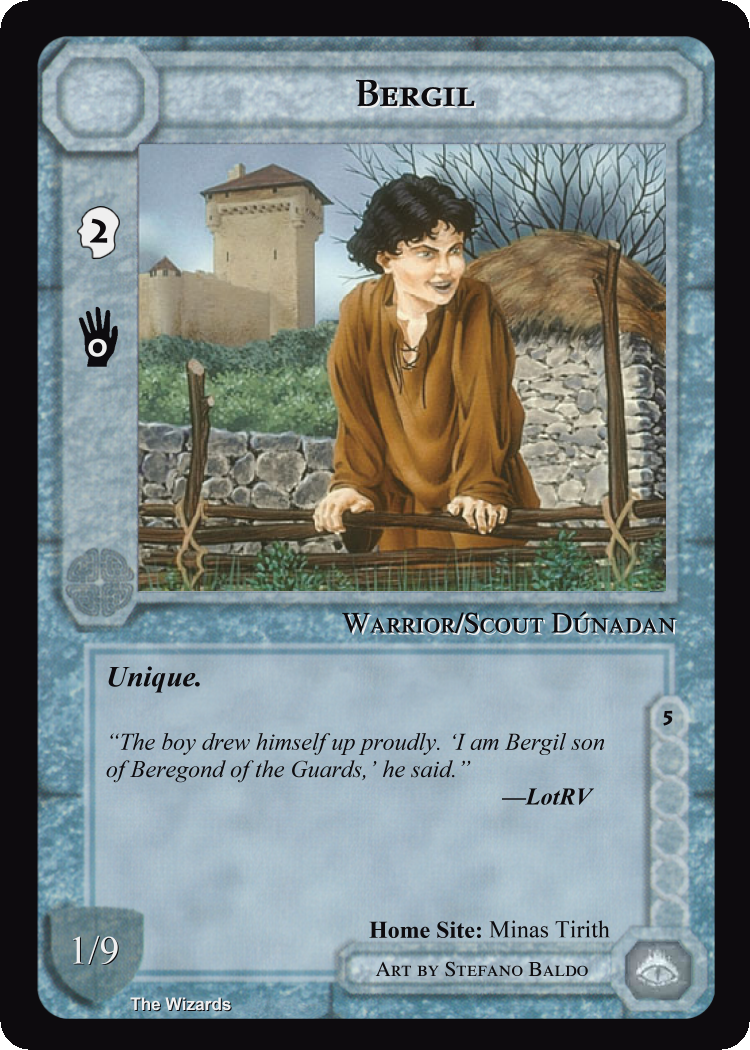 Bergil
2
0
Warrior/Scout Dúnadan
Unique.
5
“The boy drew himself up proudly. ‘I am Bergil son
of Beregond of the Guards,’ he said.”
—LotRV
Home Site: Minas Tirith
1/9
Art by Stefano Baldo
The Wizards